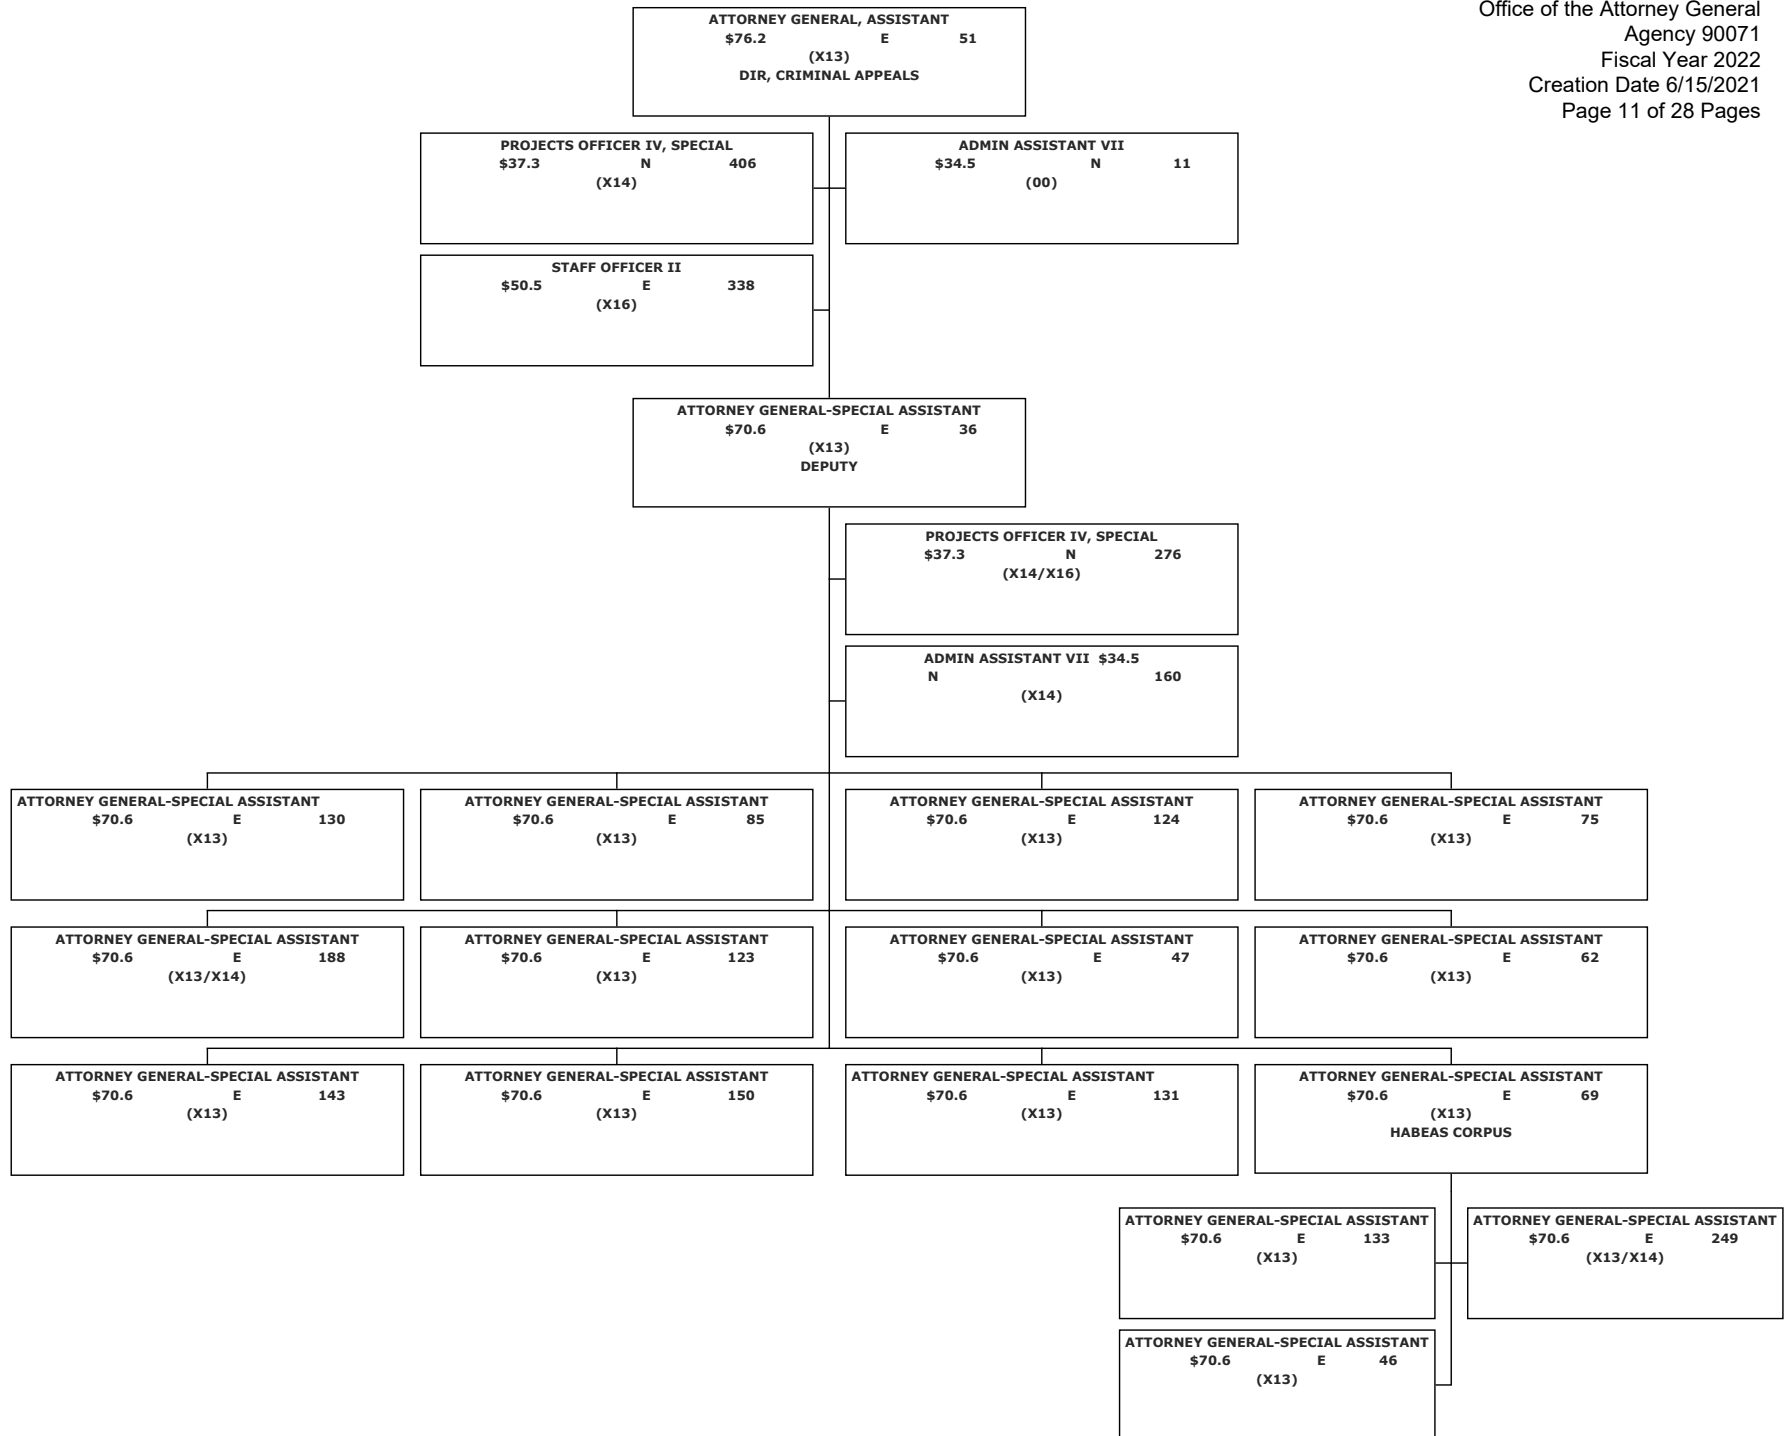 Office of the Attorney General
Agency 90071
Fiscal Year 2022
Creation Date 6/15/2021
Page 11 of 28 Pages
ATTORNEY GENERAL, ASSISTANT
$76.2 E 51
(X13)
DIR, CRIMINAL APPEALS
PROJECTS OFFICER IV, SPECIAL
$37.3 N 406
(X14)
ADMIN ASSISTANT VII
$34.5 N 11
(00)
STAFF OFFICER II
$50.5 E 338
(X16)
ATTORNEY GENERAL-SPECIAL ASSISTANT
$70.6 E 36
(X13)
DEPUTY
PROJECTS OFFICER IV, SPECIAL
$37.3 N 276
(X14/X16)
ADMIN ASSISTANT VII $34.5
N 160
(X14)
ATTORNEY GENERAL-SPECIAL ASSISTANT
$70.6 E 130
(X13)
ATTORNEY GENERAL-SPECIAL ASSISTANT
$70.6 E 85
(X13)
ATTORNEY GENERAL-SPECIAL ASSISTANT
$70.6 E 124
(X13)
ATTORNEY GENERAL-SPECIAL ASSISTANT
$70.6 E 75
(X13)
ATTORNEY GENERAL-SPECIAL ASSISTANT
$70.6 E 188
(X13/X14)
ATTORNEY GENERAL-SPECIAL ASSISTANT
$70.6 E 123
(X13)
ATTORNEY GENERAL-SPECIAL ASSISTANT
$70.6 E 47
(X13)
ATTORNEY GENERAL-SPECIAL ASSISTANT
$70.6 E 62
(X13)
ATTORNEY GENERAL-SPECIAL ASSISTANT
$70.6 E 143
(X13)
ATTORNEY GENERAL-SPECIAL ASSISTANT
$70.6 E 150
(X13)
ATTORNEY GENERAL-SPECIAL ASSISTANT
$70.6 E 131
(X13)
ATTORNEY GENERAL-SPECIAL ASSISTANT
$70.6 E 69
(X13)
HABEAS CORPUS
ATTORNEY GENERAL-SPECIAL ASSISTANT
$70.6 E 133
(X13)
ATTORNEY GENERAL-SPECIAL ASSISTANT
$70.6 E 249
(X13/X14)
ATTORNEY GENERAL-SPECIAL ASSISTANT
$70.6 E 46
(X13)